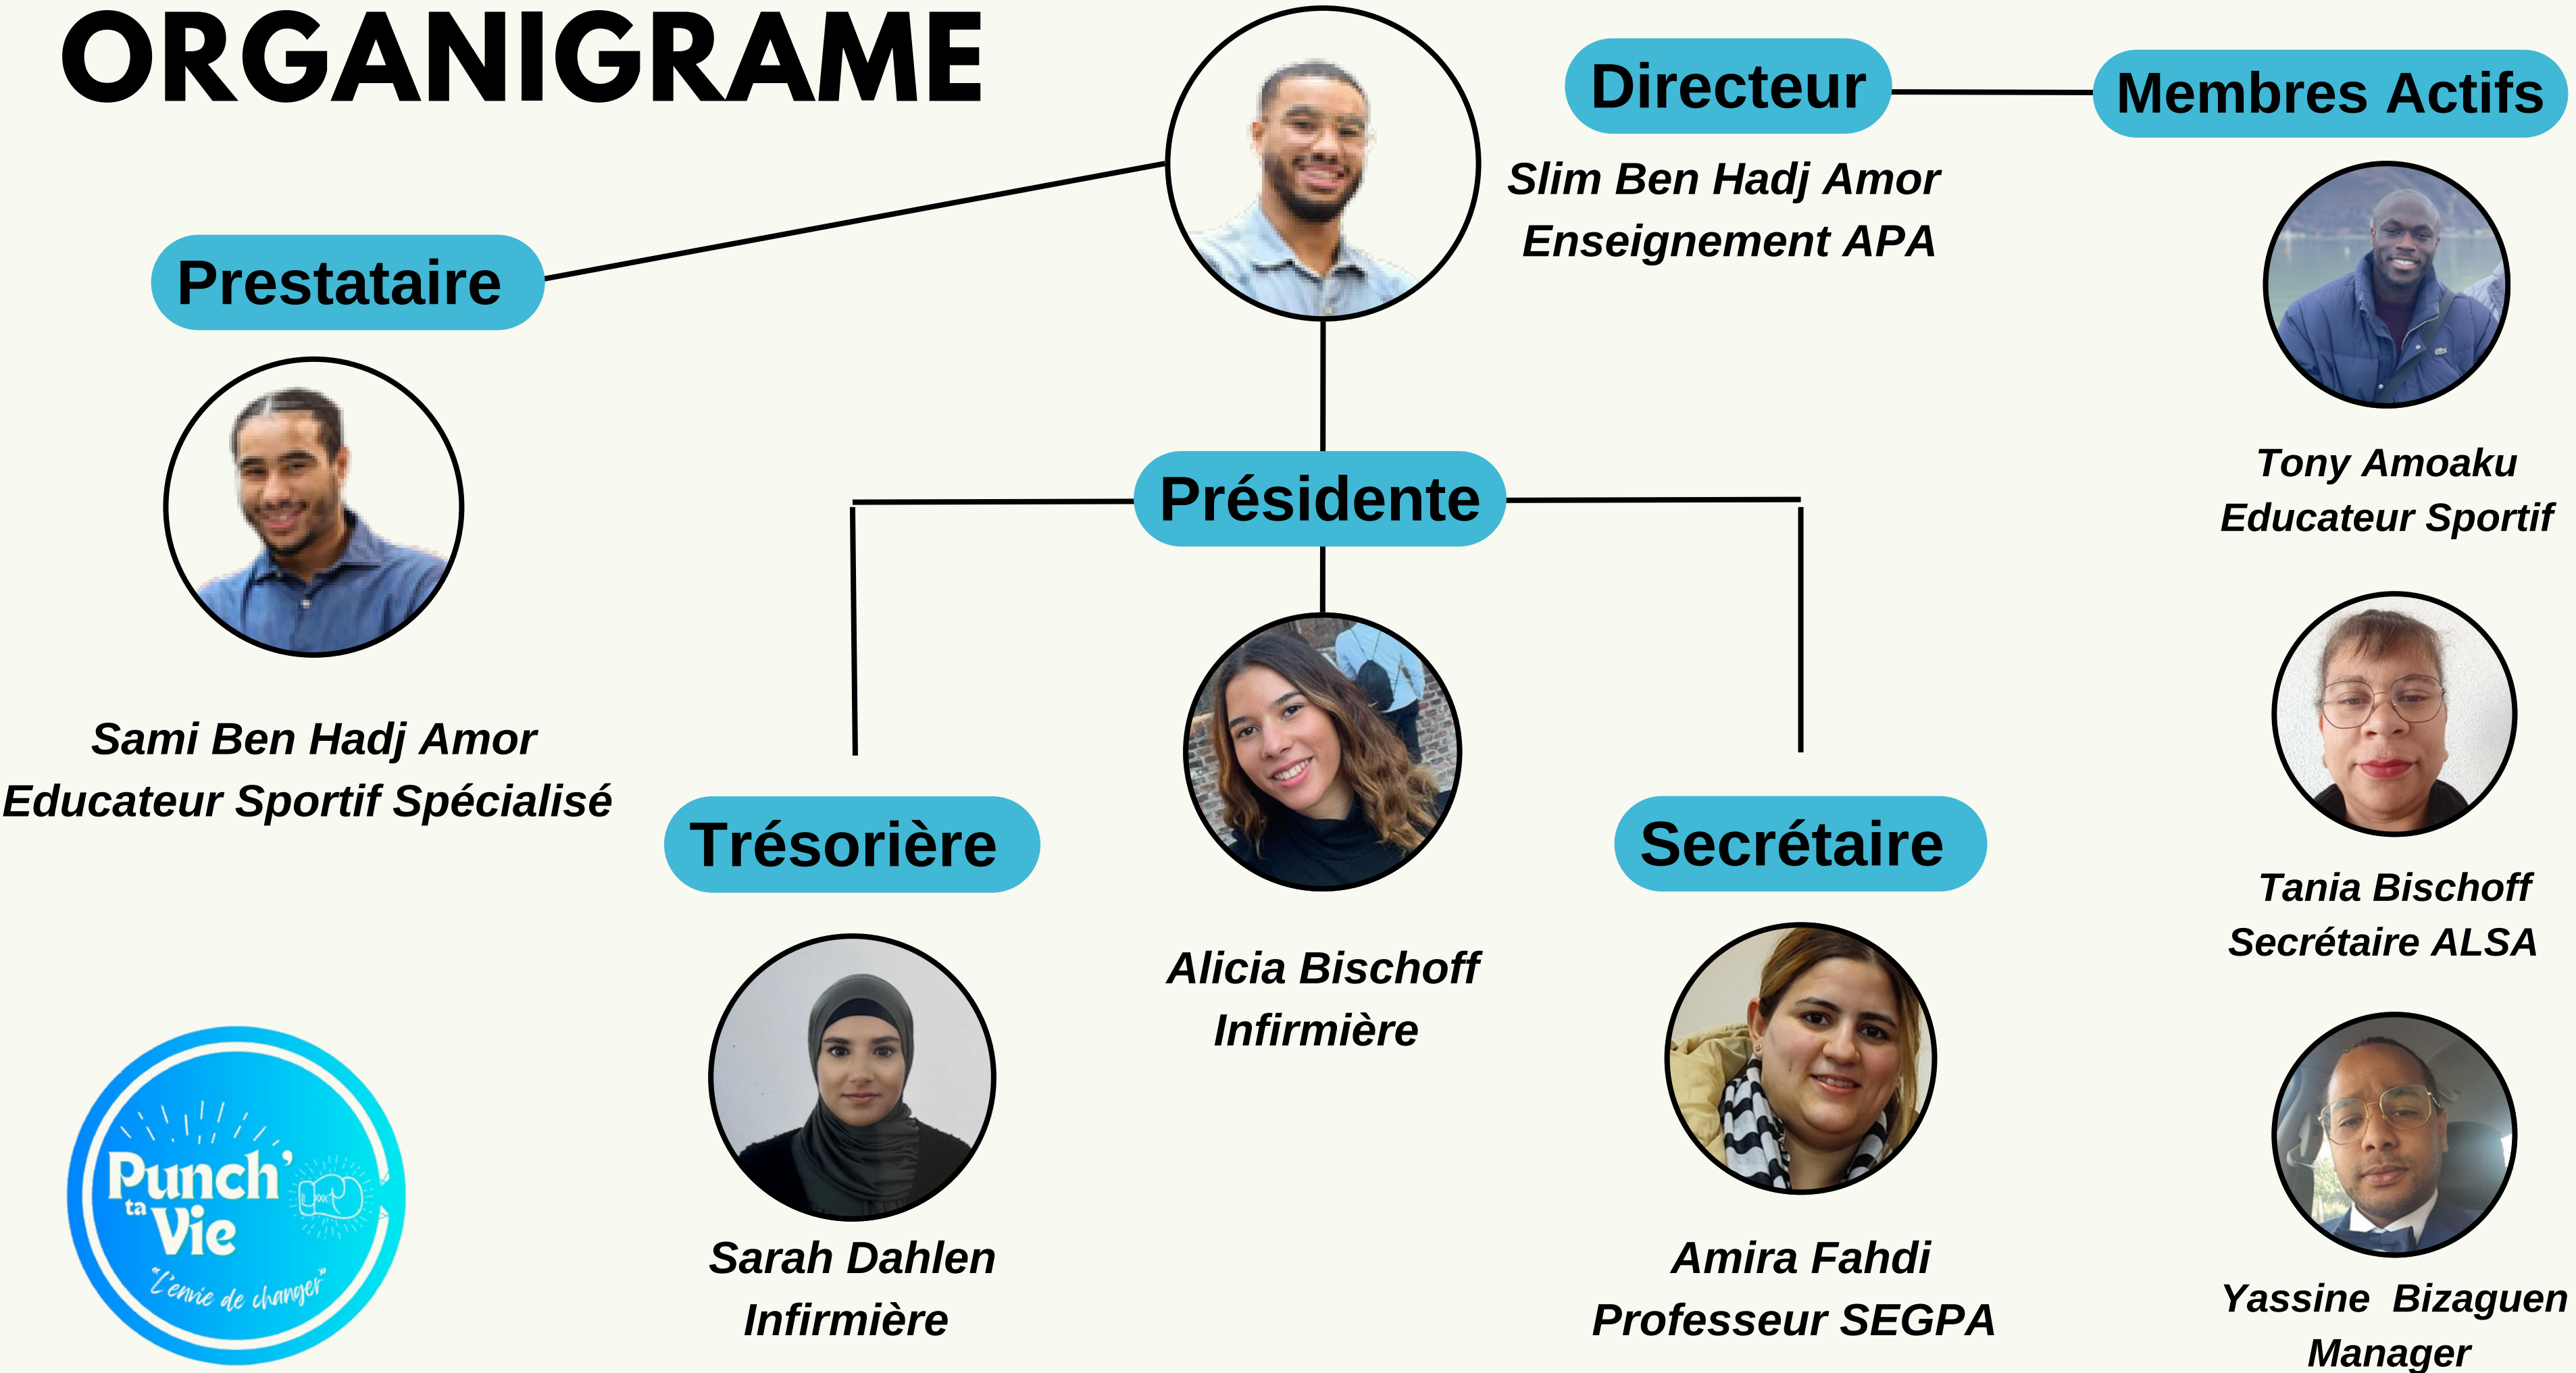 ORGANIGRAME
Directeur
Slim Ben Hadj Amor
Enseignement APA
Membres Actifs
Tony Amoaku
Educateur Sportif
Tania Bischoff
Secrétaire ALSA
Yassine Bizaguen
Manager
Prestataire
Sami Ben Hadj Amor
Educateur Sportif Spécialisé
Présidente
Alicia Bischoff
Infirmière
Trésorière
Sarah Dahlen
Infirmière
Secrétaire
Amira Fahdi
Professeur SEGPA
Punch'
ta
Vie
"L'envie de changer"